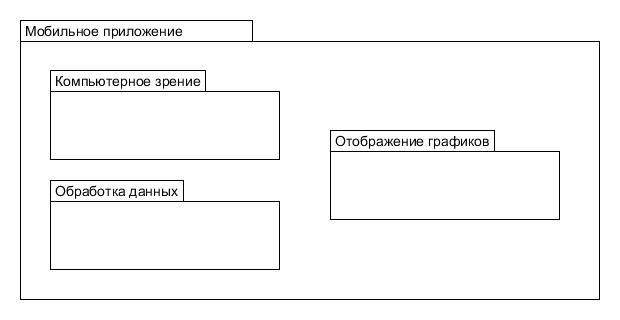 Мобильное приложение
Компьютерное зрение
Отображение графиков
Обработка данных